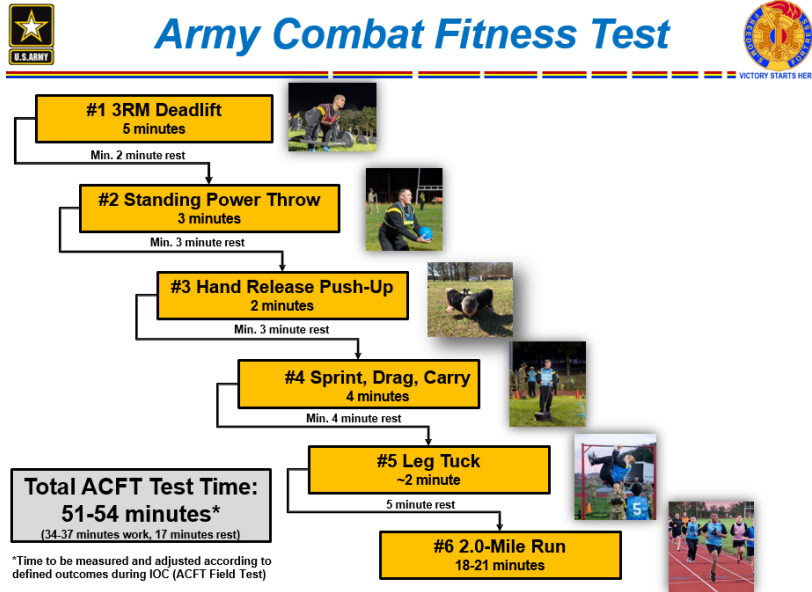 Army Combat Fitness Test
U.S.ARMY
FREEDOM'S
FORTRESS
VICTORY STARTS HER
#1 3RM Deadlift
5 minutes
Min. 2 minute rest
#2 Standing Power Throw
3 minutes
Min. 3 minute rest
#3 Hand Release Push-Up
2 minutes
Min. 3 minute rest
#4 Sprint, Drag, Carry
4 minutes
Min. 4 minute rest
#5 Leg Tuck
~2 minute
5 minute rest
5
#6 2.0-Mile Run
18-21 minutes
Total ACFT Test Time:
51-54 minutes*
(34-37 minutes work, 17 minutes rest)
*Time to be measured and adjusted according to
defined outcomes during IOC (ACFT Field Test)